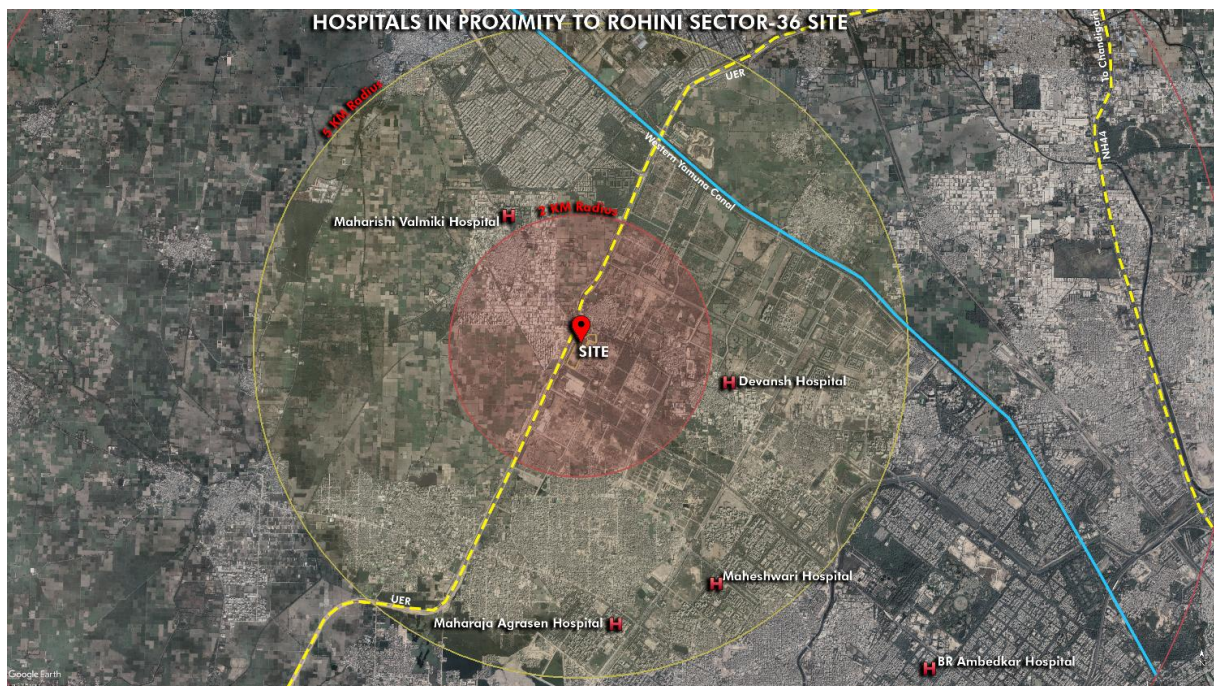 HOSPITALS IN PROXIMITY TO ROHINI SECTOR-36 SITE
To Chandigarh
UER
5 KM Radius
NH44
Western Yamuna Canal
2 KM Radius
Maharishi Valmiki Hospital
H
SITE
H
Devansh Hospital
H
Maheshwari Hospital
UER
Maharaja Agrasen Hospital
H
H
BR Ambedkar Hospital
Google Earth